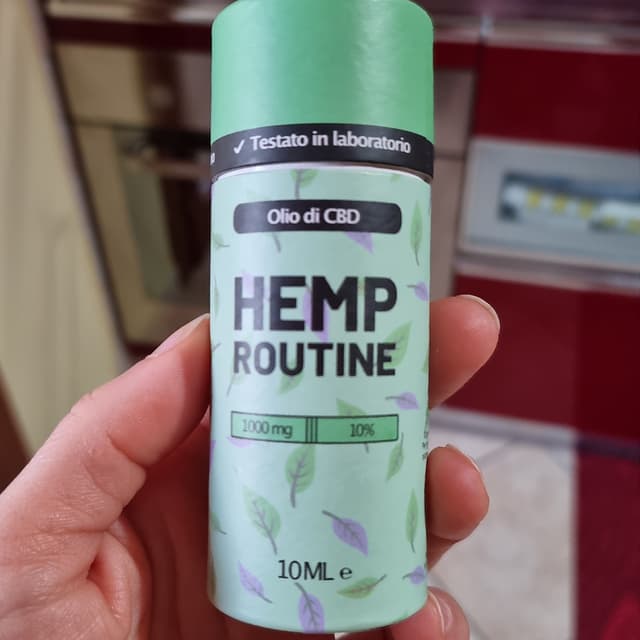 ✓ Testato in laboratorio
Olio di CBD
HEMP
ROUTINE
1000 mg 10%
10ML e